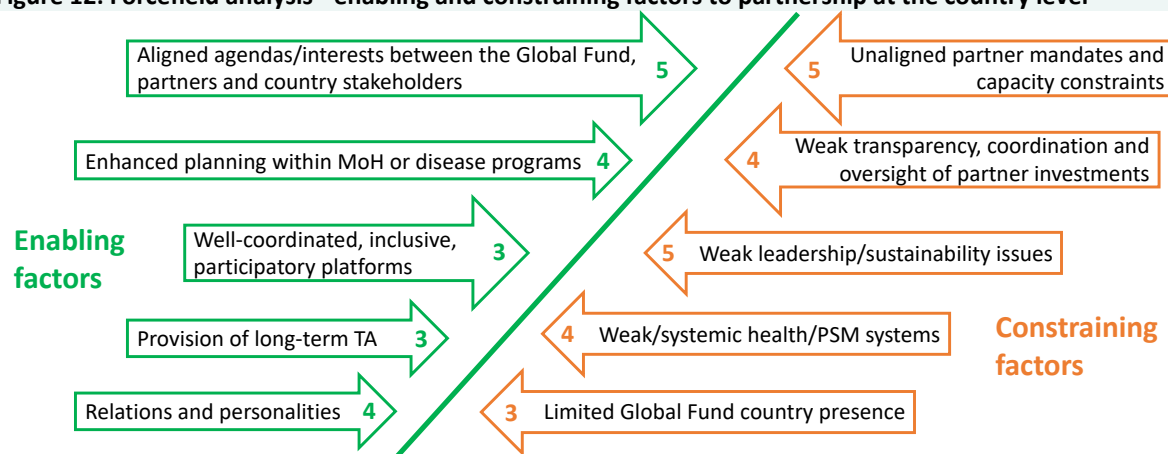 Figure 12: Forcefield analysis – enabling and constraining factors to partnership at the country level
Aligned agendas/interests between the Global Fund,
partners and country stakeholders
5
5
Unaligned partner mandates and
capacity constraints
Enhanced planning within MoH or disease programs
4
4
Weak transparency, coordination and
oversight of partner investments
Enabling
factors
Well-coordinated, inclusive,
participatory platforms
3
5
Weak leadership/sustainability issues
Provision of long-term TA
3
4
Weak/systemic health/PSM systems
Constraining
factors
Relations and personalities
4
3
Limited Global Fund country presence